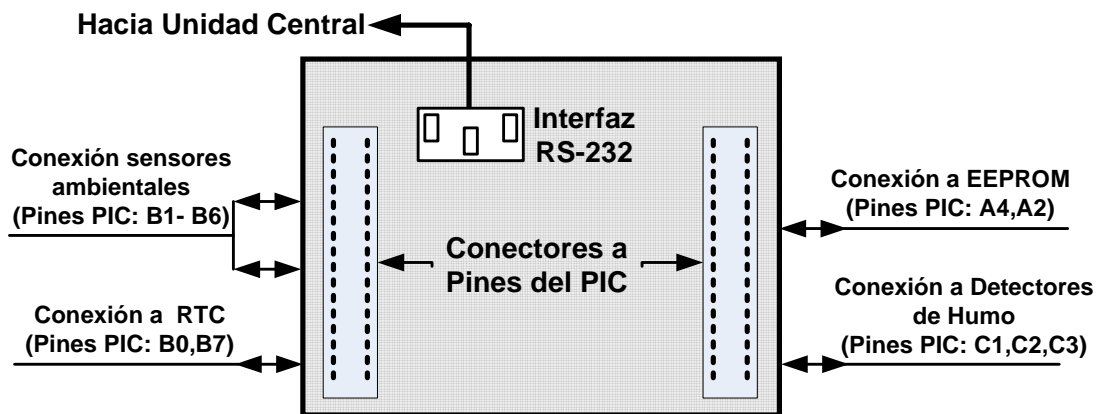 Hacia Unidad Central
Interfaz
RS-232
Conexión sensores
ambientales
(Pines PIC: B1- B6)
Conexión a RTC
(Pines PIC: B0,B7)
Conectores a
Pines del PIC
Conexión a EEPROM
(Pines PIC: A4,A2)
Conexión a Detectores
de Humo
(Pines PIC: C1,C2,C3)